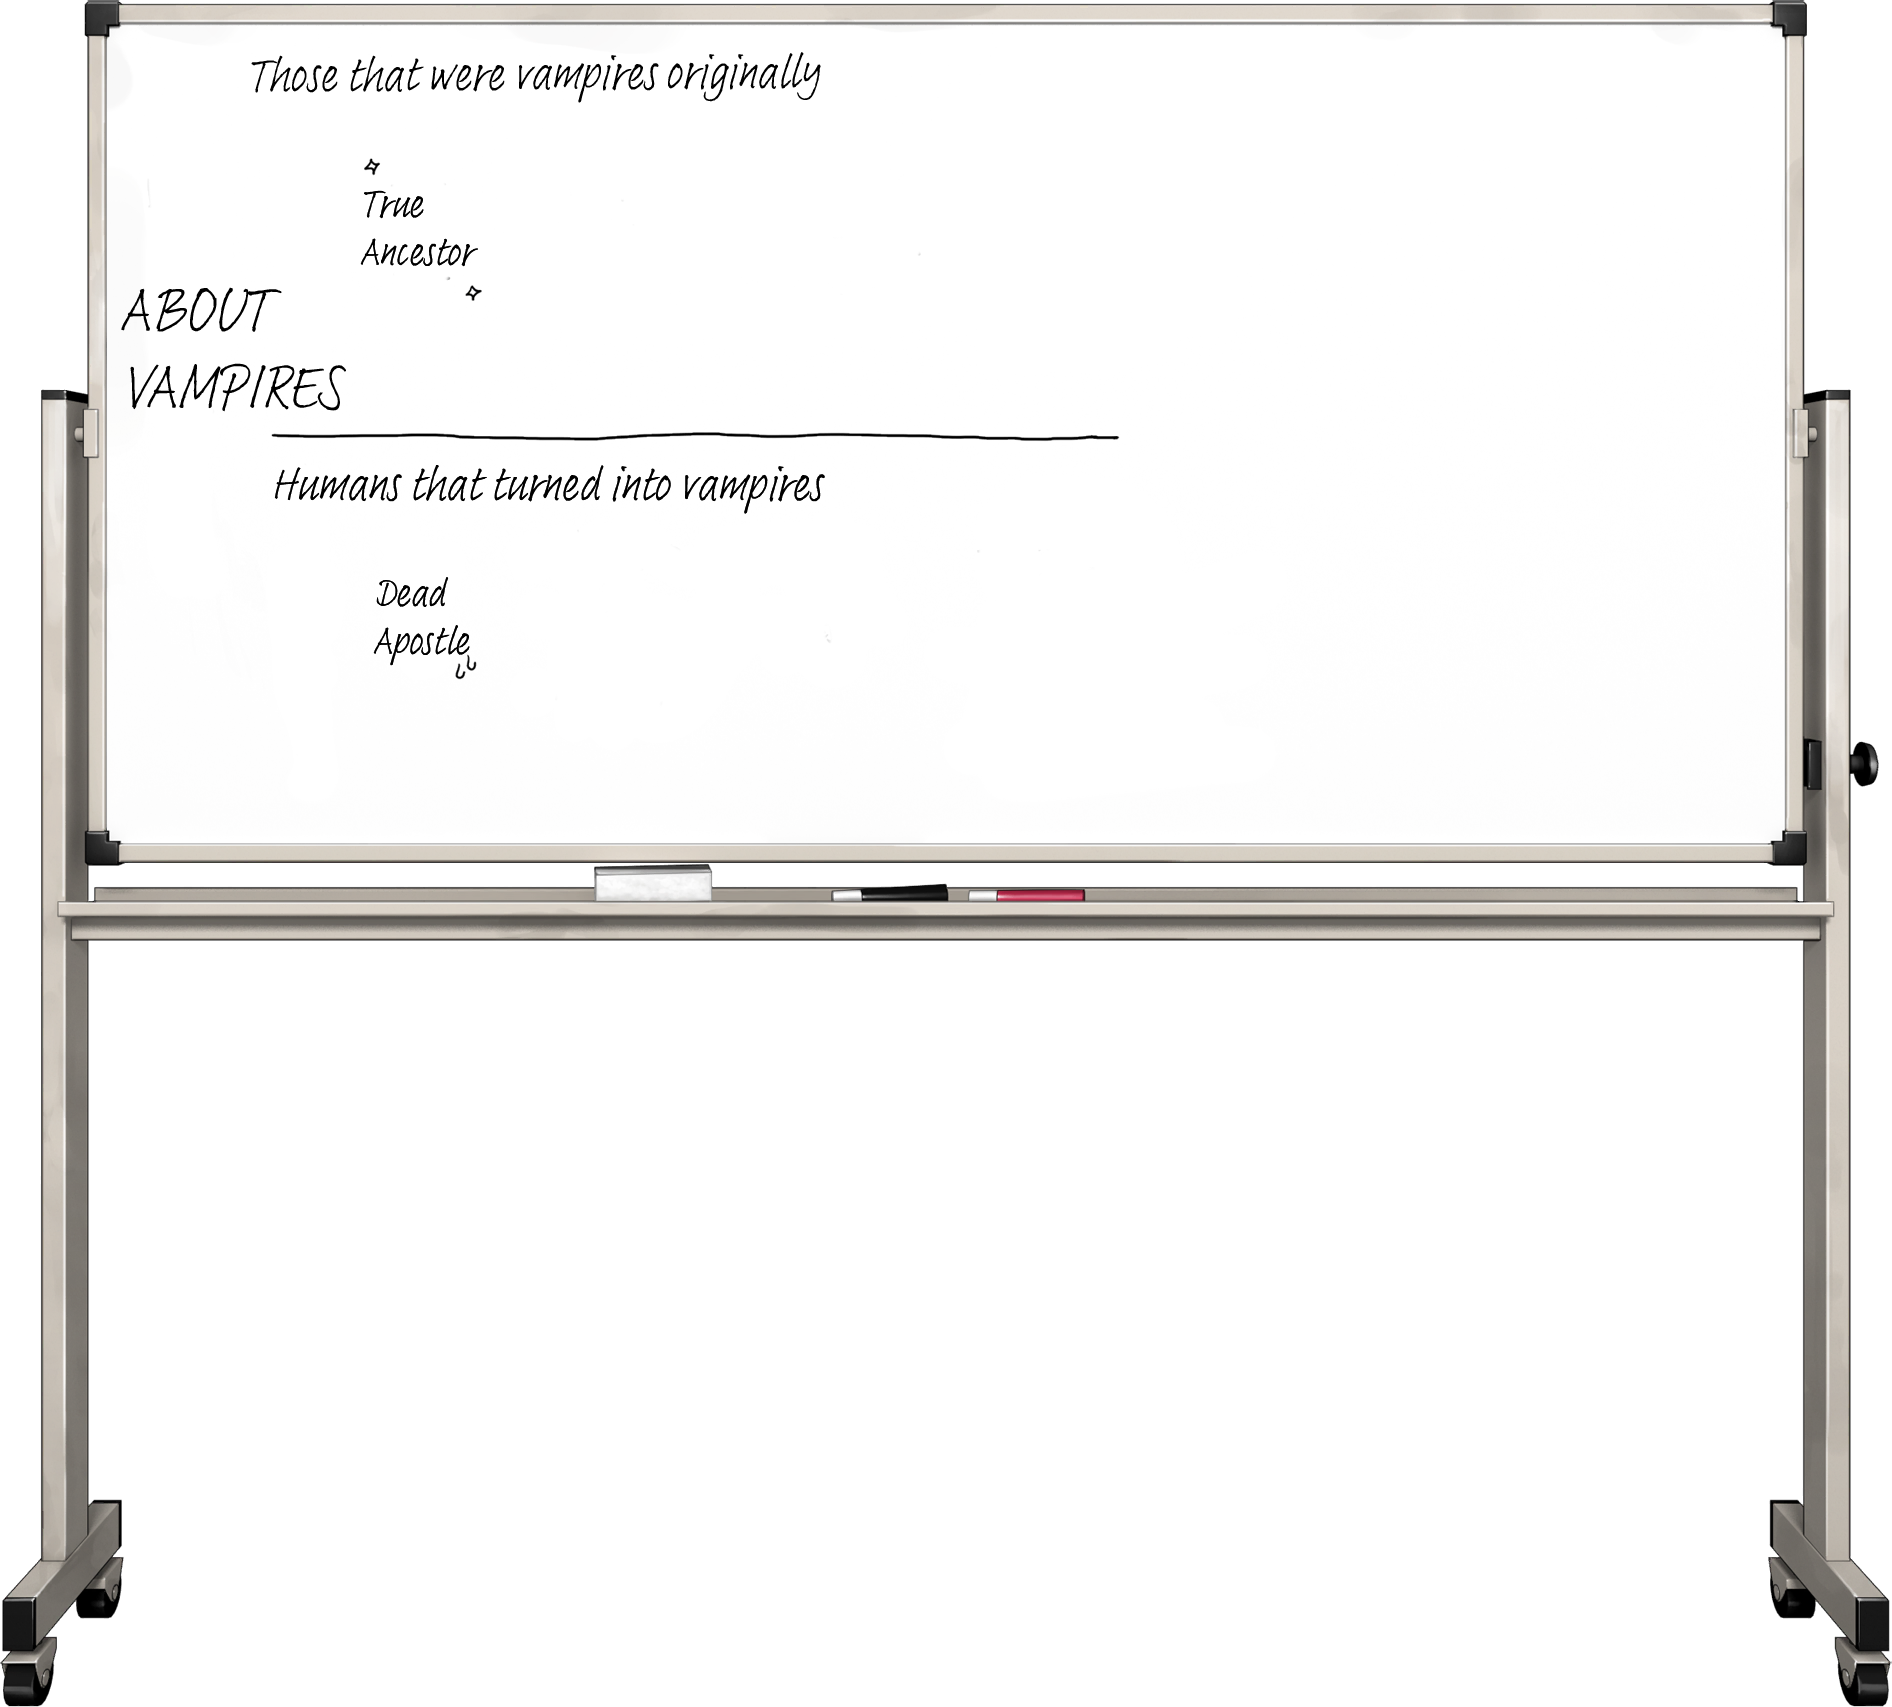 Those that were vampires originally
True
Ancestor
ABOUT
VAMPIRES
Humans that turned into vampires
Dead
Apostle